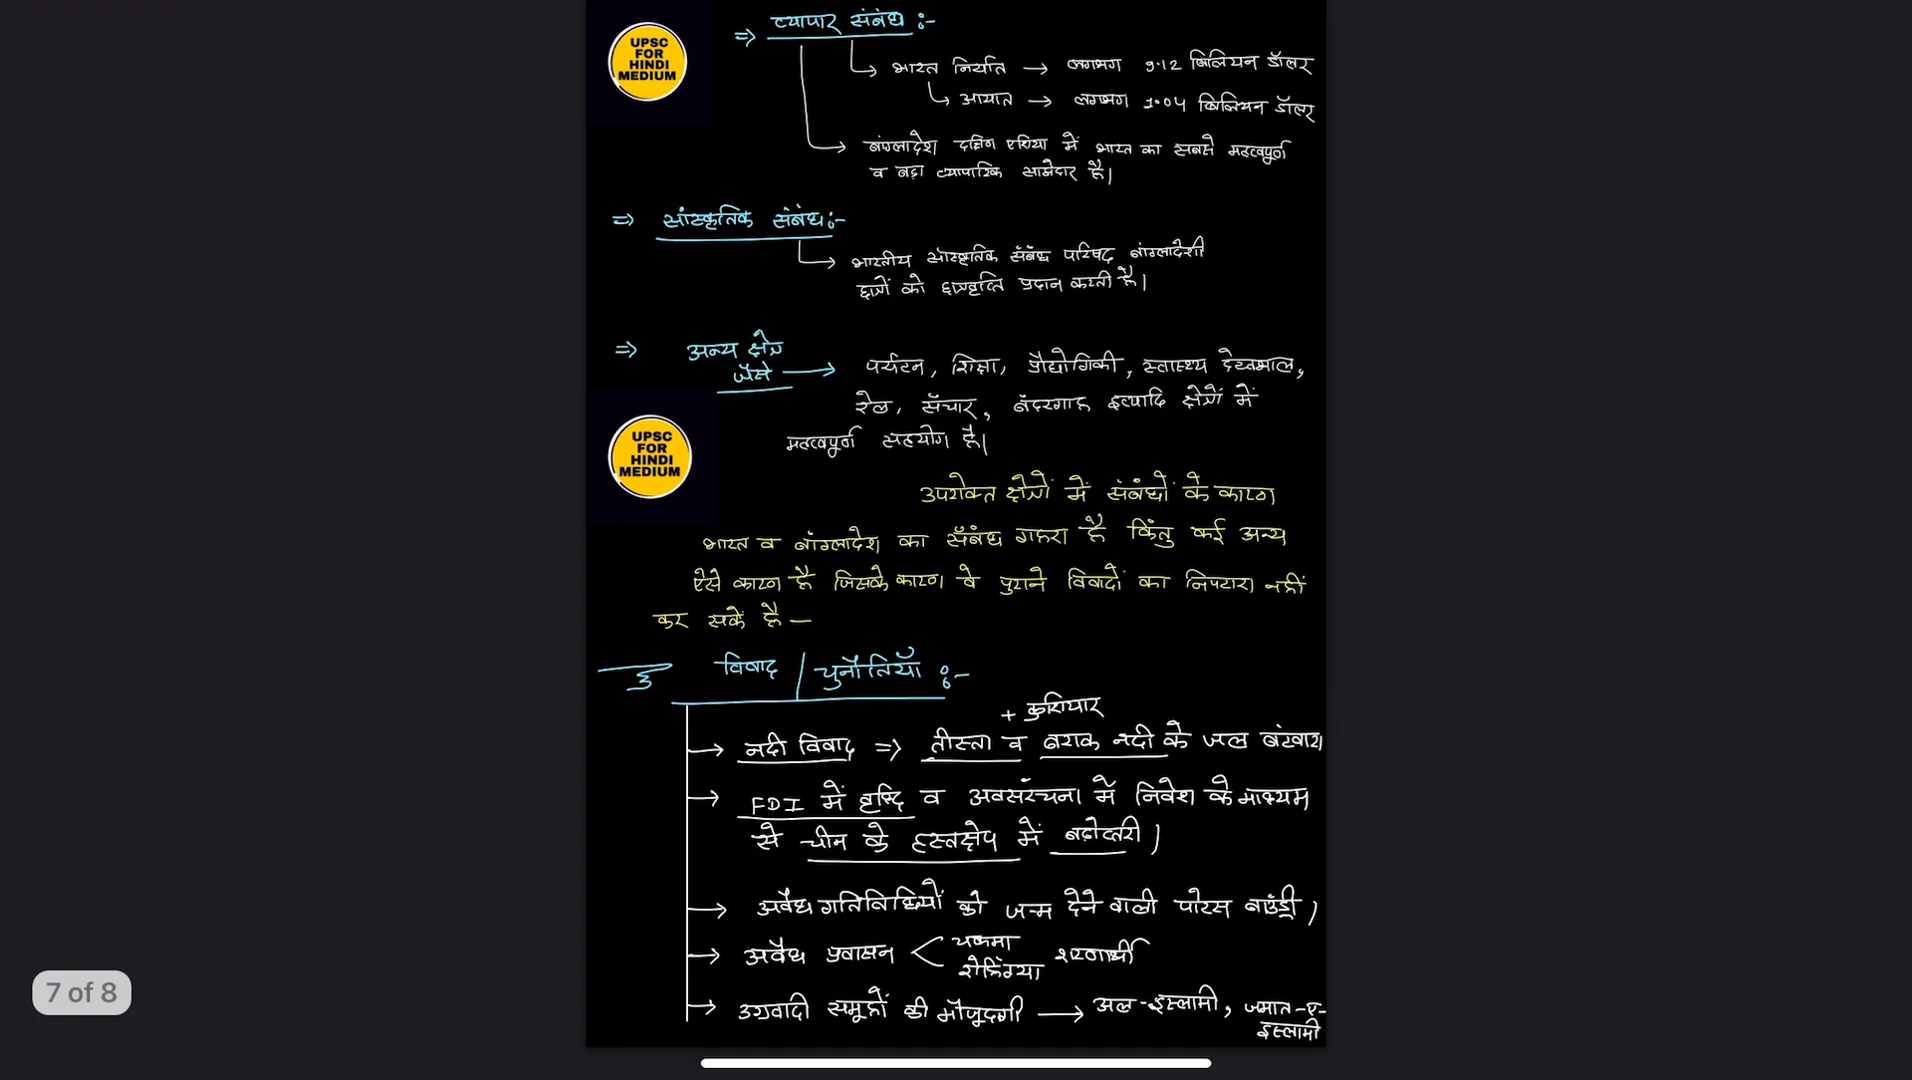 UPSC
FOR
HINDI
MEDIUM
⇒ व्यापार संबंध :-
भारत निर्यात → लगभग 9.12 बिलियन डॉलर
आयात → लगभग 1.04 बिलियन डॉलर
बंग्लादेश दक्षिण एशिया में भारत का सबसे महत्वपूर्ण
व बड़ा व्यापारिक साझेदार है।
⇒ सांस्कृतिक संबंध:-
भारतीय सांस्कृतिक संबंध परिषद बांग्लादेशी
छात्रों को छात्रवृत्ति प्रदान करती है।
⇒ अन्य क्षेत्र
जैसे → पर्यटन, शिक्षा, प्रौद्योगिकी, स्वास्थ्य देखभाल,
रेल, संचार, बंदरगाह इत्यादि क्षेत्रों में
महत्वपूर्ण सहयोग है।
UPSC
FOR
HINDI
MEDIUM
उपरोक्त क्षेत्रों में संबंधों के कारण
भारत व बांग्लादेश का संबंध गहरा है किंतु कई अन्य
ऐसे कारण है जिसके कारण वे पुराने विवादों का निपटारा नहीं
कर सकें है —
विवाद / चुनौतियाँ :-
+ कुशियार
→ नदी विवाद ⇒ तीस्ता व बराक नदी के जल बंटवारा
→ FDI में वृद्धि व अवसंरचना में निवेश के माध्यम
से चीन के हस्तक्षेप में बढ़ोत्तरी।
→ अवैध गतिविधियों को जन्म देने वाली पोरस बाउंड्री।
→ अवैध प्रवासन < चकमा
रोहिंग्या शरणार्थी
→ उग्रवादी समूहों की मौजूदगी → अल-इस्लामी, जमात-ए-
इस्लामी
7 of 8